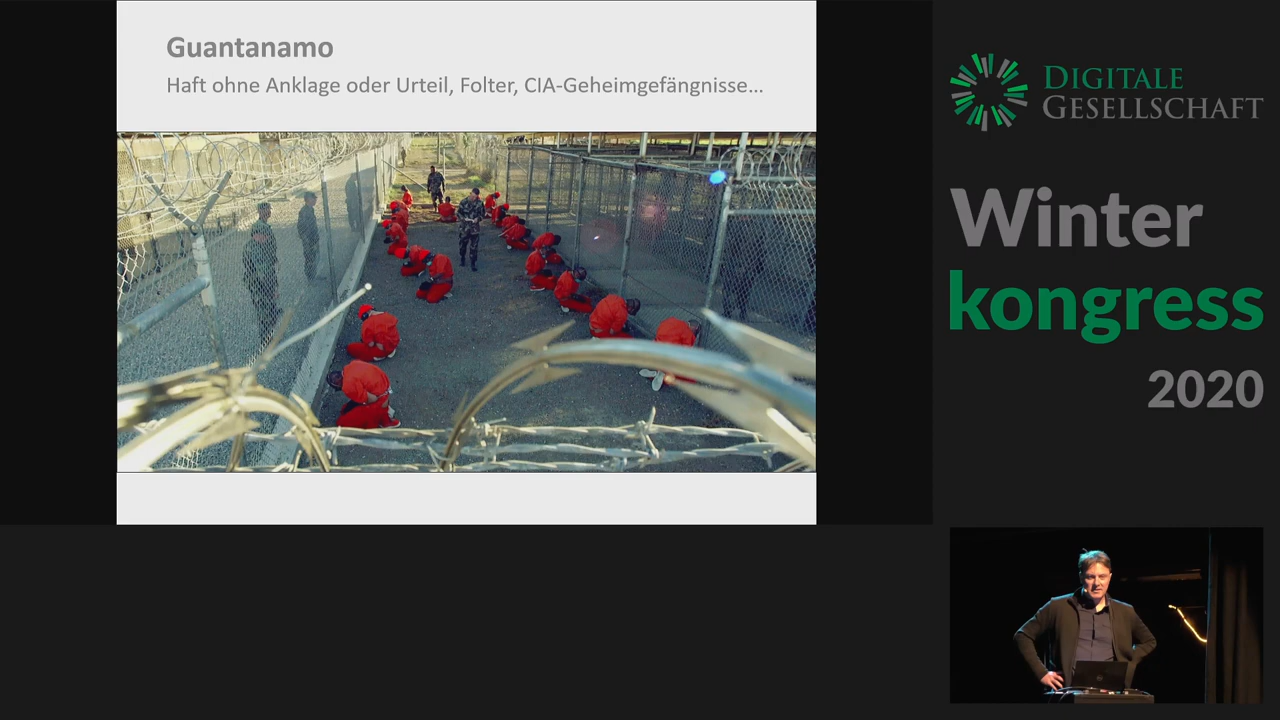 Guantanamo
Haft ohne Anklage oder Urteil, Folter, CIA-Geheimgefängnisse...
DIGITALE
GESELLSCHAFT
Winter
kongress
2020